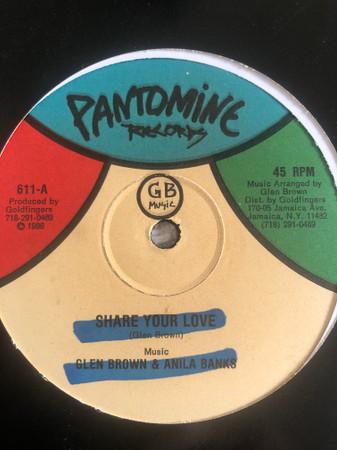 PANTOMINE
RECORDS
611-A
Produced by
Goldfingers
718-291-0469
© 1986
GB
MUSIC
45 RPM
Music Arranged by
Glen Brown
Dist. by Goldfingers
170-05 Jamaica Ave.
Jamaica, N.Y. 11432
(718) 291-0469
SHARE YOUR LOVE
(Glen Brown)
Music
GLEN BROWN & ANILA BANKS